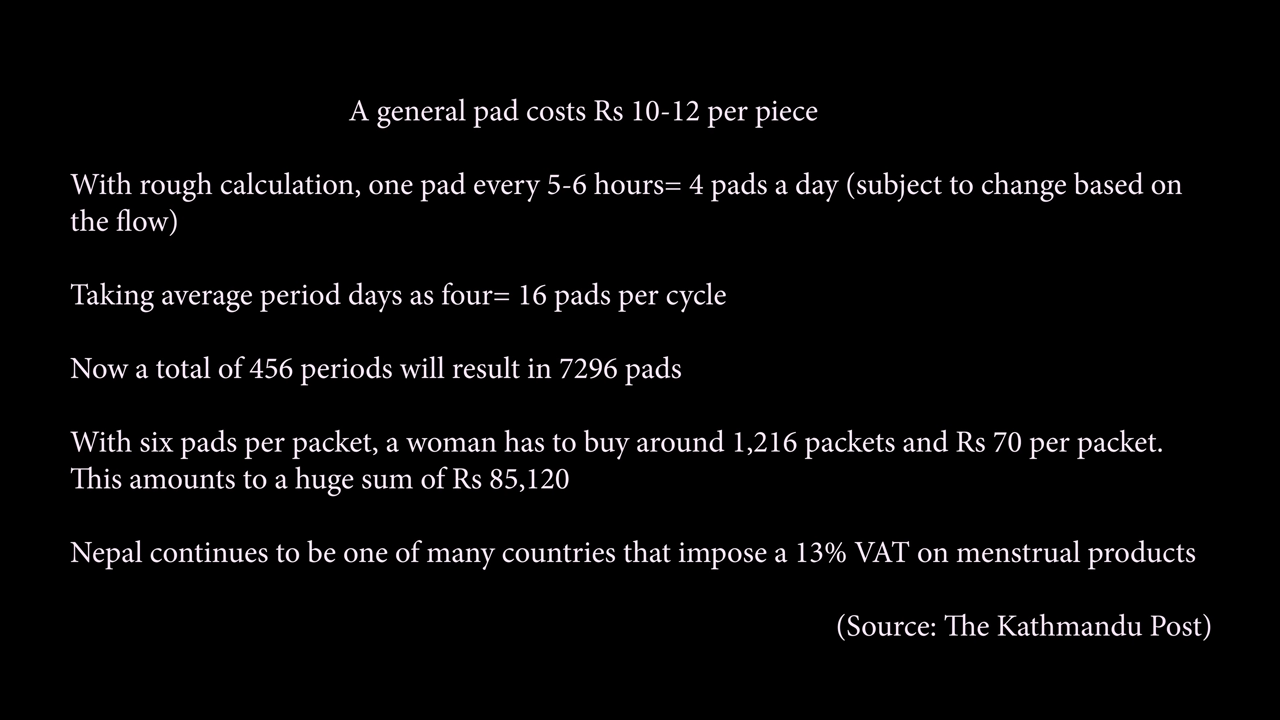 A general pad costs Rs 10-12 per piece
With rough calculation, one pad every 5-6 hours= 4 pads a day (subject to change based on
the flow)
Taking average period days as four= 16 pads per cycle
Now a total of 456 periods will result in 7296 pads
With six pads per packet, a woman has to buy around 1,216 packets and Rs 70 per packet.
This amounts to a huge sum of Rs 85,120
Nepal continues to be one of many countries that impose a 13% VAT on menstrual products
(Source: The Kathmandu Post)